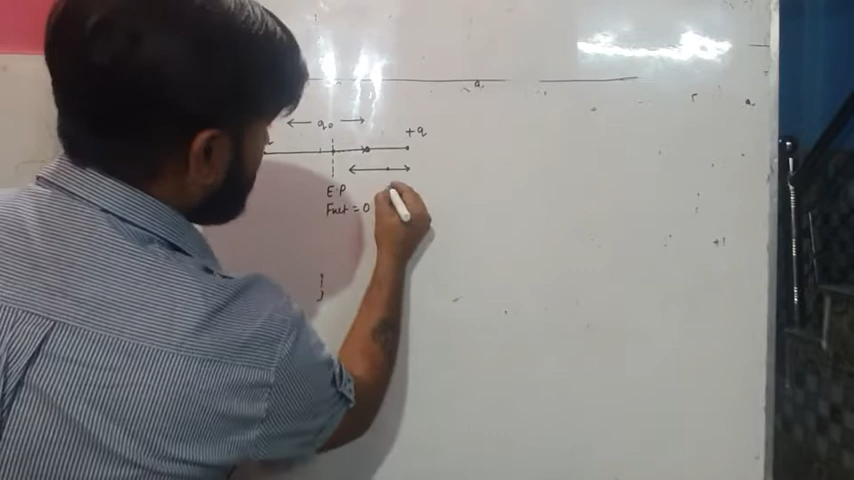 q₀
+q
E.P
Fnet = 0